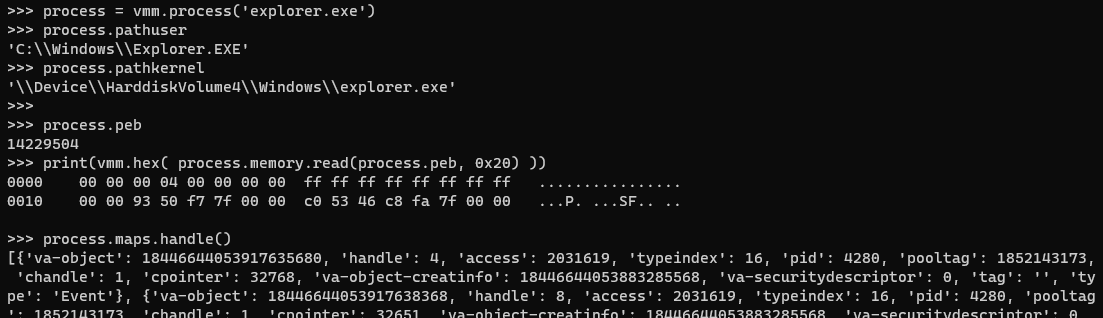 >>> process = vmm.process('explorer.exe')
>>> process.pathuser
'C:\\Windows\\Explorer.EXE'
>>> process.pathkernel
'\\Device\\HarddiskVolume4\\Windows\\explorer.exe'
>>>
>>> process.peb
14229504
>>> print(vmm.hex( process.memory.read(process.peb, 0x20) ))
0000    00 00 00 04 00 00 00 00  ff ff ff ff ff ff ff ff   ................
0010    00 00 93 50 f7 7f 00 00  c0 53 46 c8 fa 7f 00 00   ...P. ...SF.. ..
>>> process.maps.handle()
[{'va-object': 18446644053917635680, 'handle': 4, 'access': 2031619, 'typeindex': 16, 'pid': 4280, 'pooltag': 1852143173,
 'chandle': 1, 'cpointer': 32768, 'va-object-creatinfo': 18446644053883285568, 'va-securitydescriptor': 0, 'tag': '', 'ty
pe': 'Event'}, {'va-object': 18446644053917638368, 'handle': 8, 'access': 2031619, 'typeindex': 16, 'pid': 4280, 'pooltag
': 1852143173, 'chandle': 1, 'cpointer': 32651, 'va-object-creatinfo': 18446644053883285568, 'va-securitydescriptor': 0,